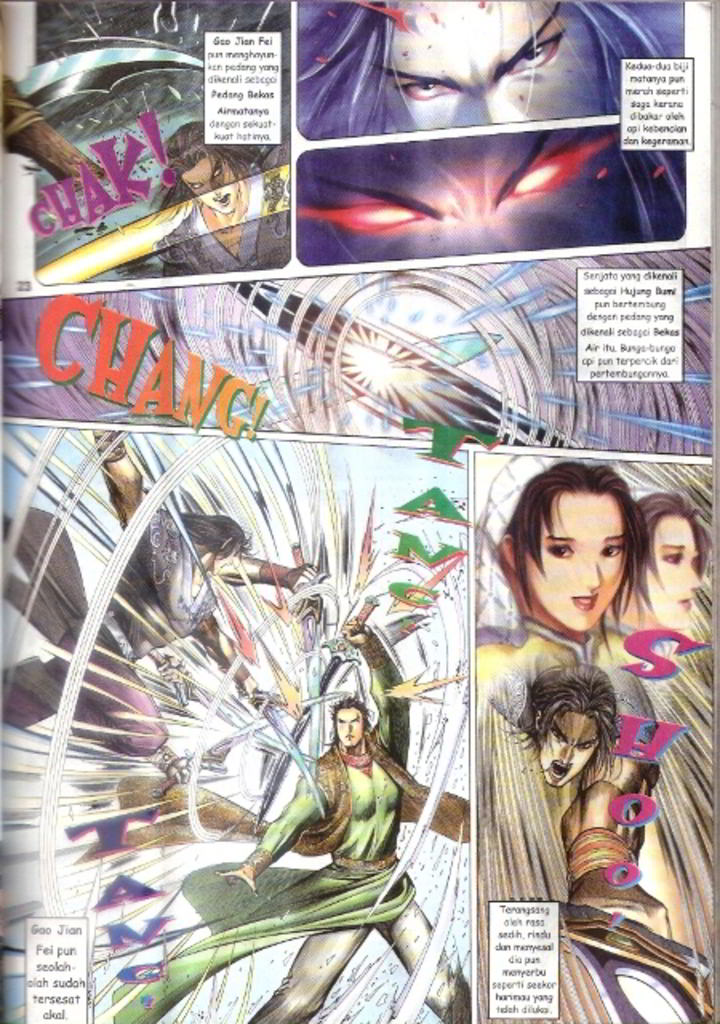 Gao Jian Fei
pun menghayun-
kan pedang yang
dikenali sebagai
Pedang Bekas
Airmatanya
dengan sekuat-
kuat hatinya.
Kedua-dua biji
matanya pun
merah seperti
saga kerana
dibakar oleh
api kebencian
dan kegeraman.
CHAK!
23
Senjata yang dikenali
sebagai Hujung Bumi
pun bertembung
dengan pedang yang
dikenali sebagai Bekas
Air itu. Bunga-bunga
api pun terpercik dari
pertembungannya.
CHANG!
TANG
SHOO!
TANG!
Gao Jian
Fei pun
seolah-
olah sudah
tersesat
akal.
Terangsang
oleh rasa
sedih, rindu
dan menyesal
dia pun
menyerbu
seperti seekor
harimau yang
telah dilukai.